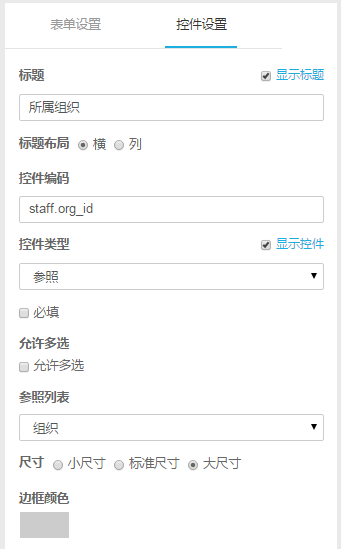 表单设置 控件设置
标题 显示标题
所属组织
标题布局 横 列
控件编码
staff.org_id
控件类型 显示控件
参照
必填
允许多选
允许多选
参照列表
组织
尺寸 小尺寸 标准尺寸 大尺寸
边框颜色